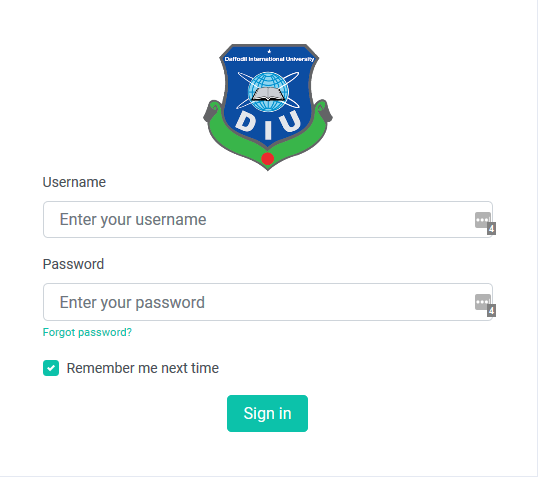 Daffodil International University
DIU
Username
Enter your username
4
Password
Enter your password
4
Forgot password?
Remember me next time
Sign in